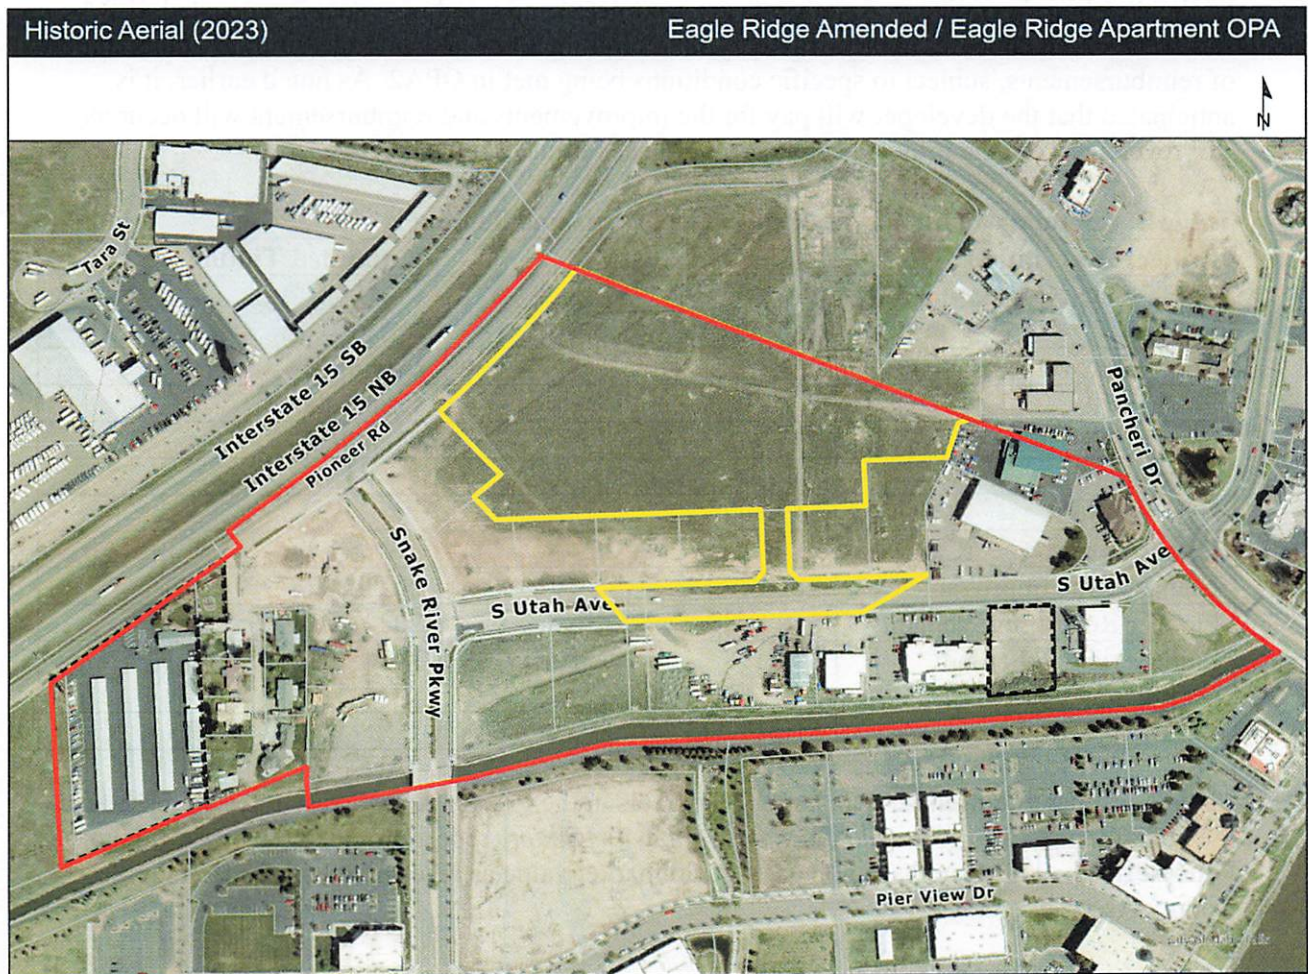 Historic Aerial (2023)
Eagle Ridge Amended / Eagle Ridge Apartment OPA
N
Tara St
Interstate 15 SB
Interstate 15 NB
Pioneer Rd
Pancheri Dr
Snake River Pkwy
S Utah Ave
S Utah Ave
Pier View Dr